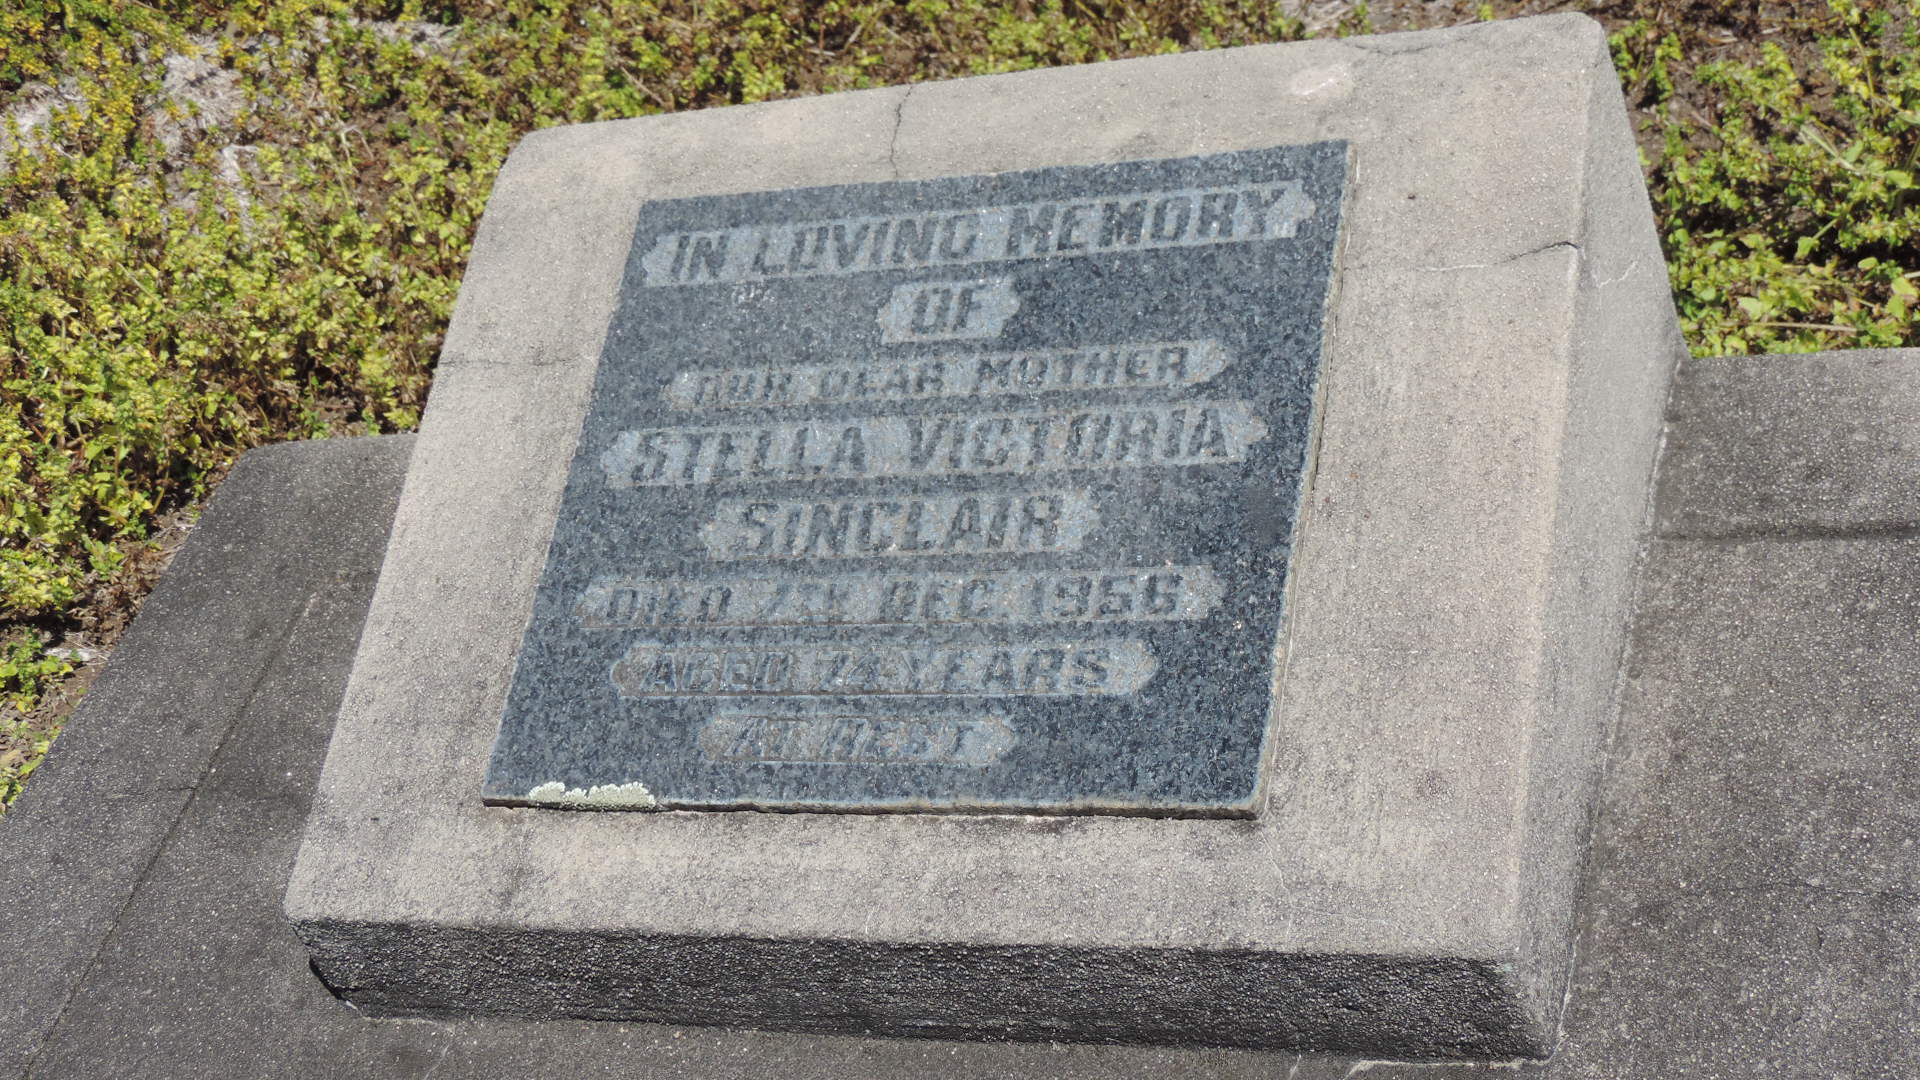 IN LOVING MEMORY
OF
OUR DEAR MOTHER
STELLA VICTORIA
SINCLAIR
DIED DEC. 1956
AGED 74 YEARS
AT REST